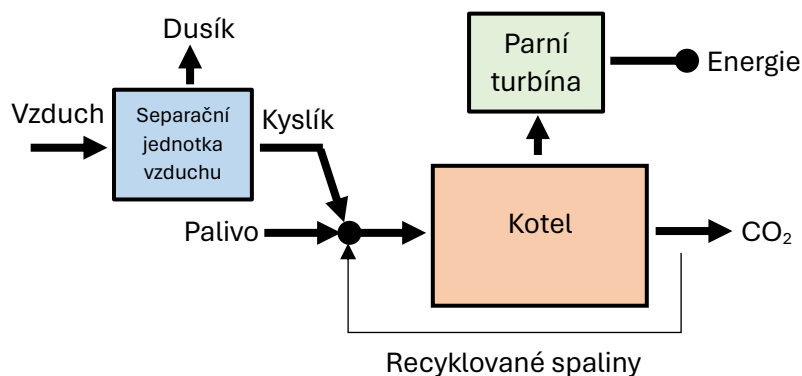 Dusík
Parní
turbína
Energie
Vzduch
Separační
jednotka
vzduchu
Kyslík
Palivo
Kotel
CO₂
Recyklované spaliny